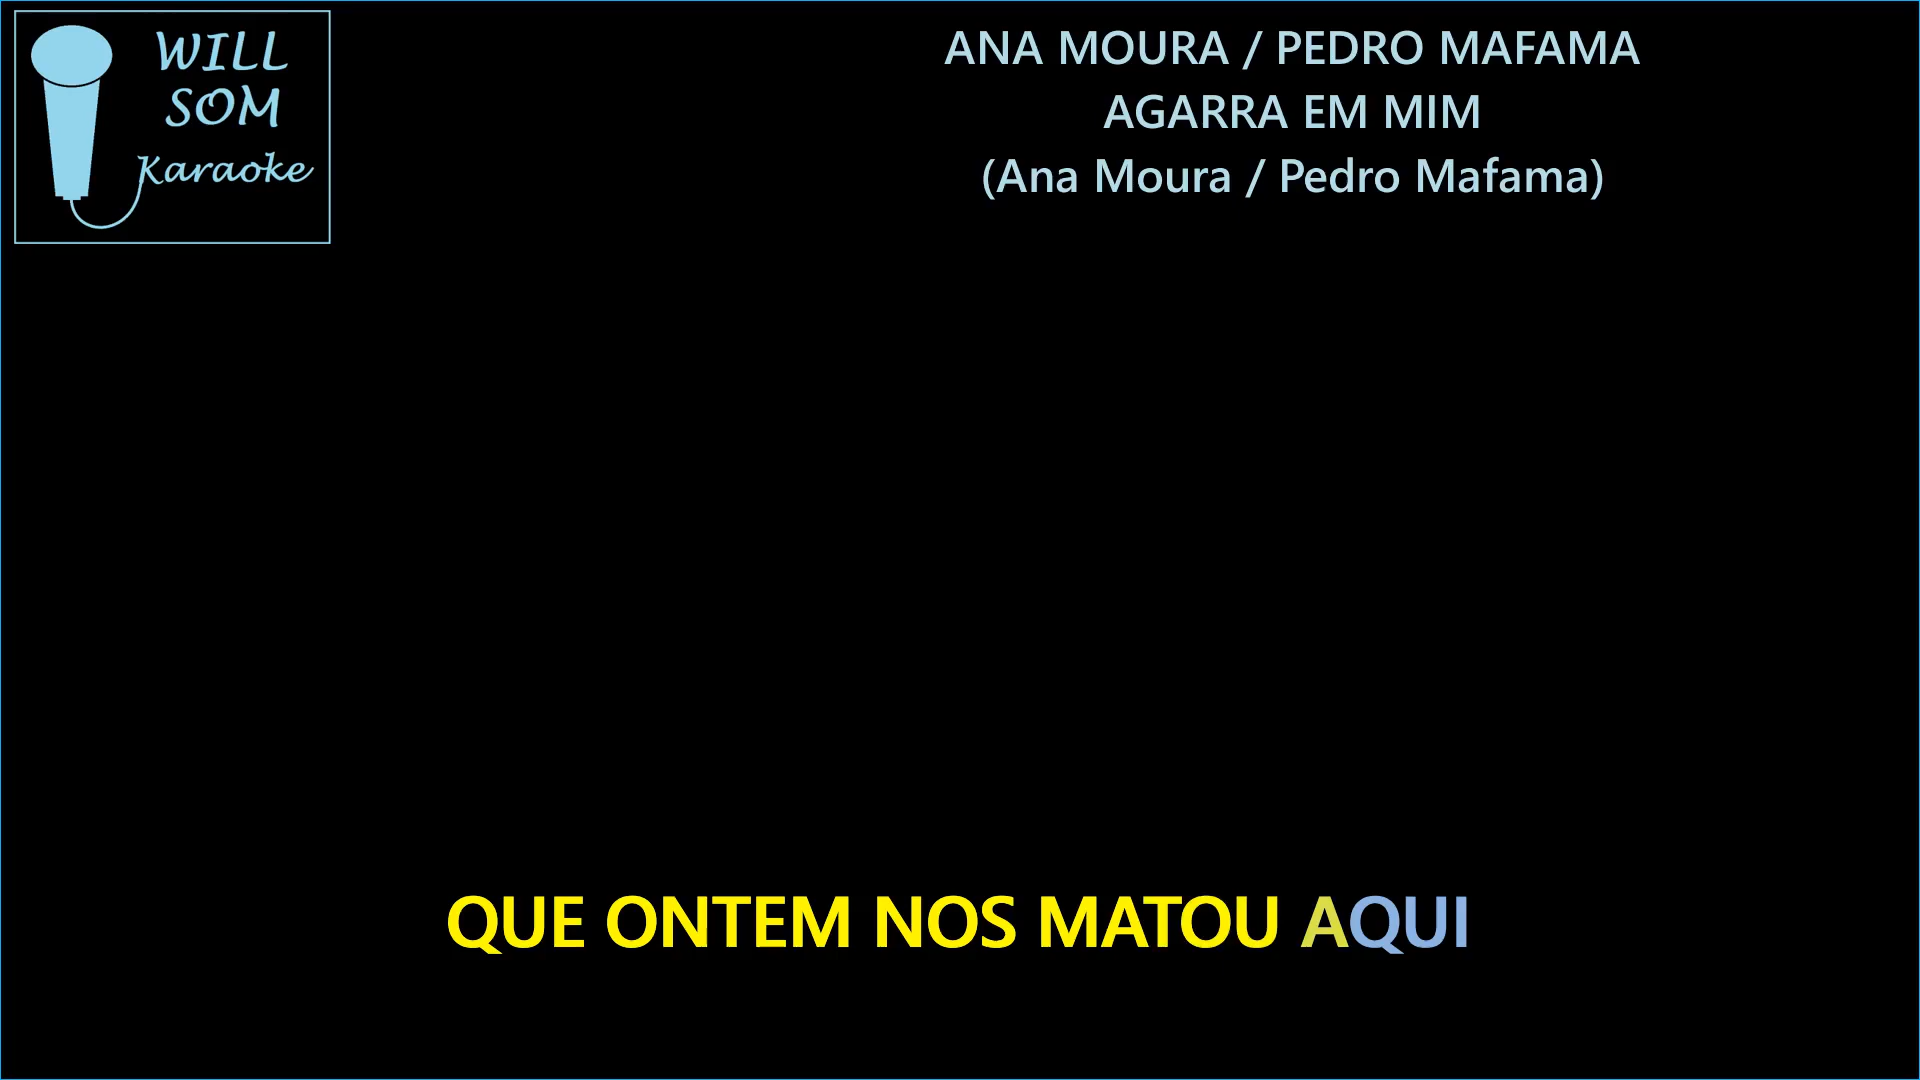 WILL
SOM
Karaoke
ANA MOURA / PEDRO MAFAMA
AGARRA EM MIM
(Ana Moura / Pedro Mafama)
QUE ONTEM NOS MATOU AQUI